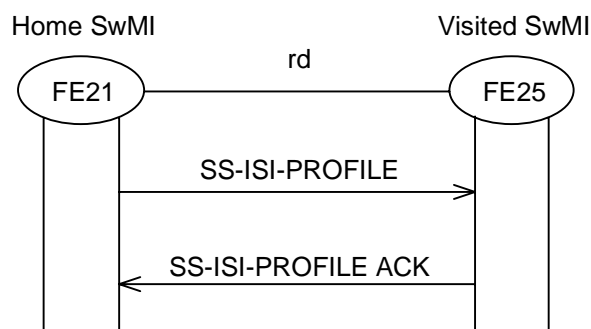 Home SwMI
Visited SwMI
rd
FE21
FE25
SS-ISI-PROFILE
SS-ISI-PROFILE ACK